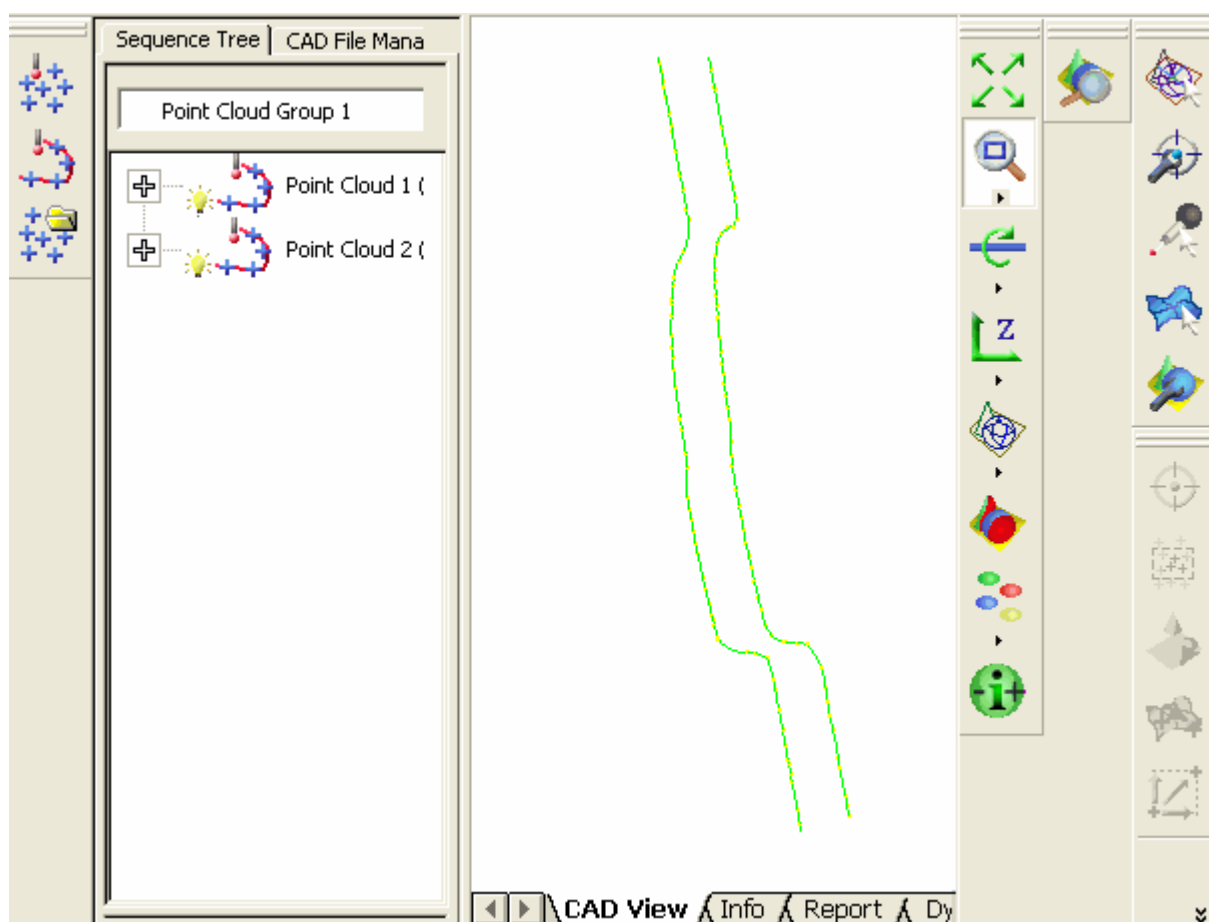 Sequence Tree CAD File Mana
Point Cloud Group 1
Point Cloud 1 (
Point Cloud 2 (
Z
CAD View Info Report Dy